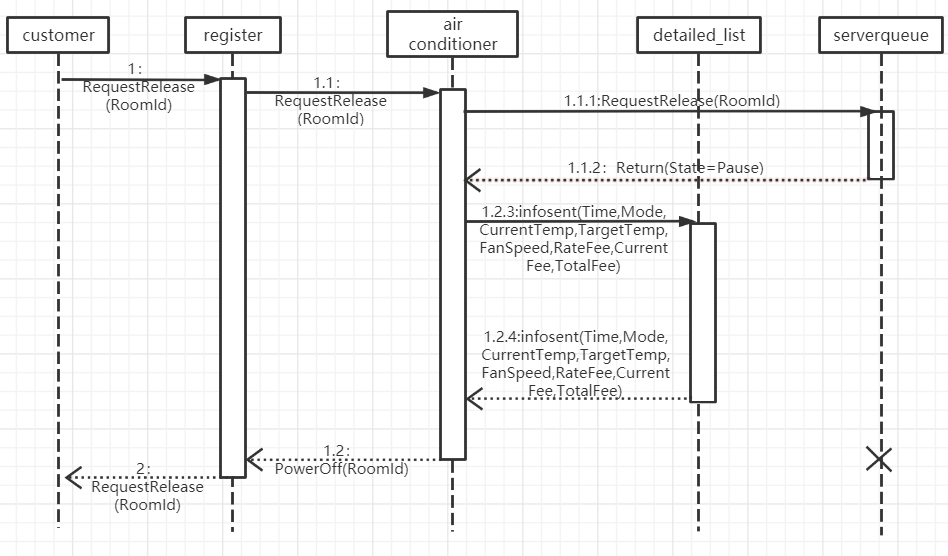 customer
register
air
conditioner
detailed_list
serverqueue
1:
RequestRelease
(RoomId)
1.1:
RequestRelease
(RoomId)
1.1.1:RequestRelease(RoomId)
1.1.2: Return(State=Pause)
1.2.3:infosent(Time,Mode,
CurrentTemp,TargetTemp,
FanSpeed,RateFee,Current
Fee,TotalFee)
1.2.4:infosent(Time,Mode,
CurrentTemp,TargetTemp,
FanSpeed,RateFee,Current
Fee,TotalFee)
1.2:
PowerOff(RoomId)
2:
RequestRelease
(RoomId)